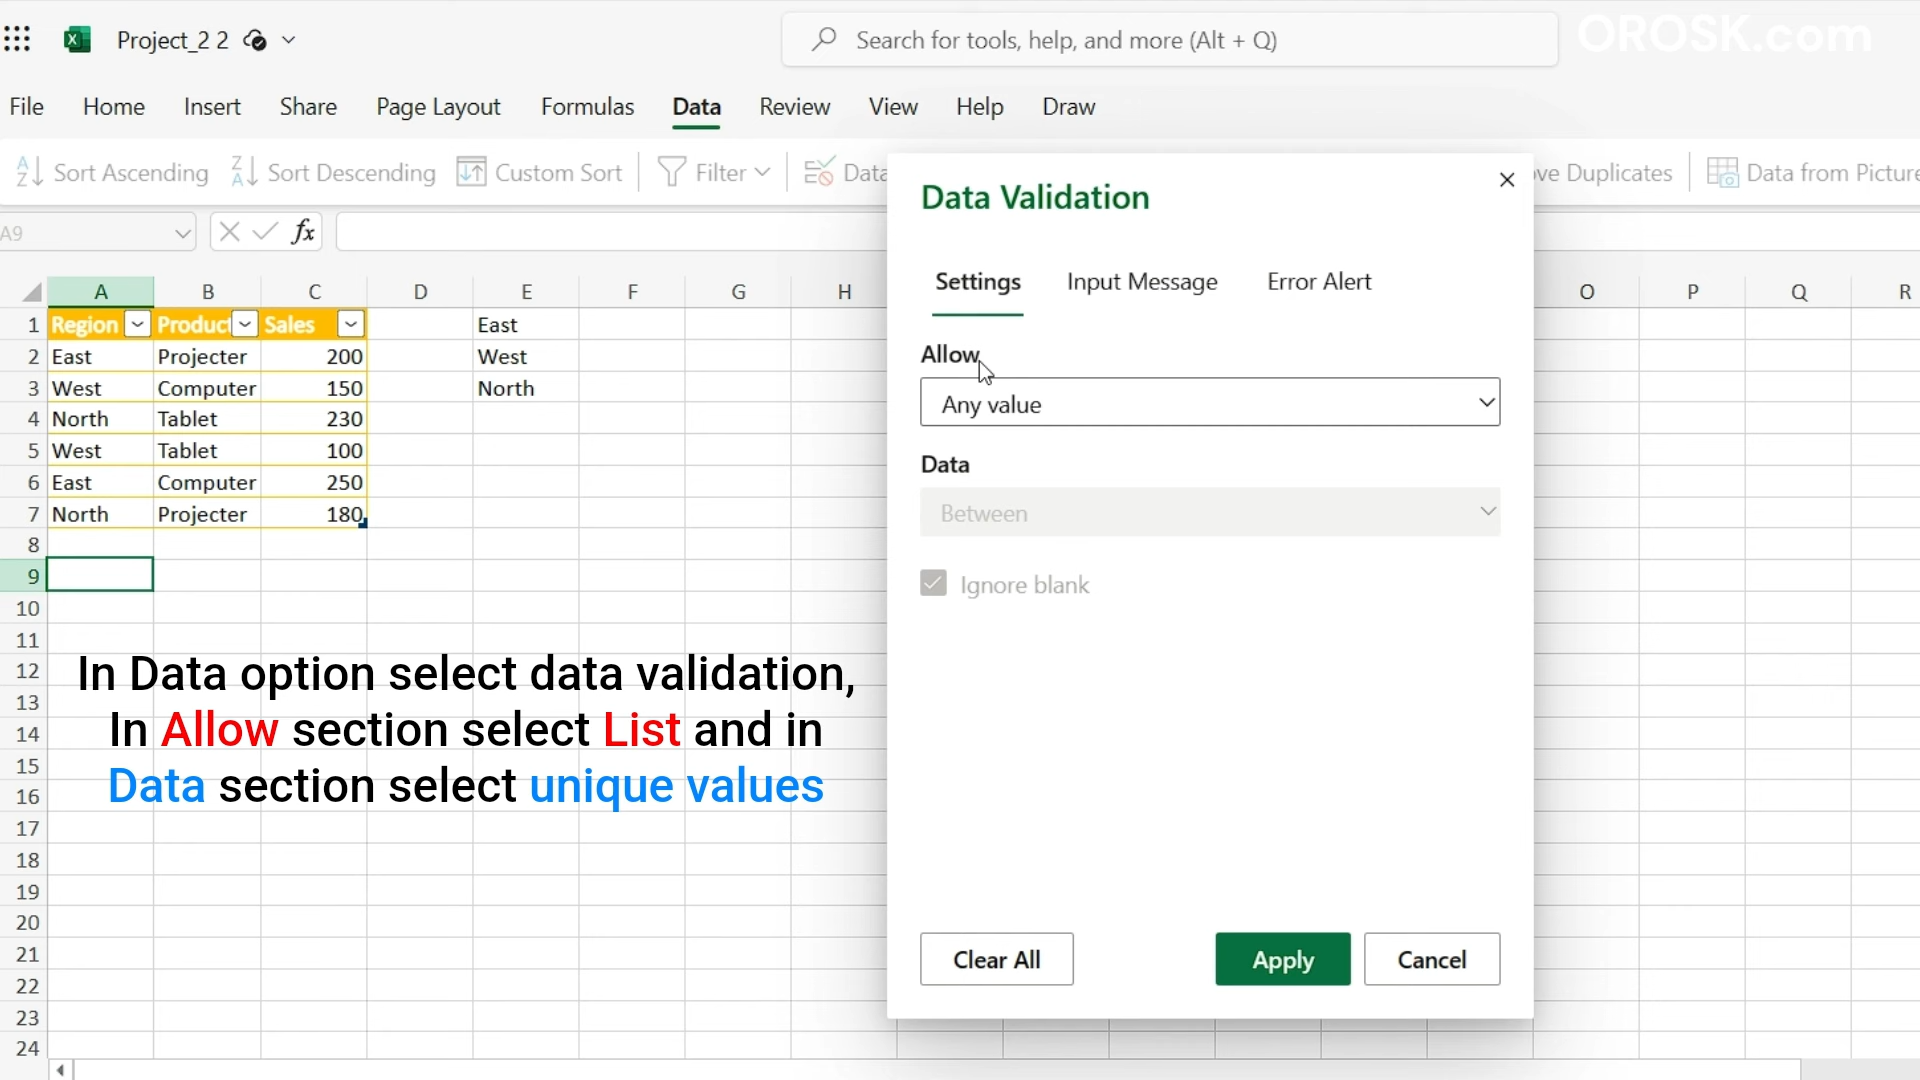 Project_2 2
Search for tools, help, and more (Alt + Q)
OROSK.com
File Home Insert Share Page Layout Formulas Data Review View Help Draw
Sort Ascending Sort Descending Custom Sort Filter Data ve Duplicates Data from Picture
A9 fx
Data Validation
Settings Input Message Error Alert
Allow
Any value
Data
Between
Ignore blank
Clear All Apply Cancel
A B C D E F G H O P Q R
1 Region Product Sales East
2 East Projecter 200 West
3 West Computer 150 North
4 North Tablet 230
5 West Tablet 100
6 East Computer 250
7 North Projecter 180
8
9
10
11
12
13
14
15
16
17
18
19
20
21
22
23
24
In Data option select data validation,
In Allow section select List and in
Data section select unique values